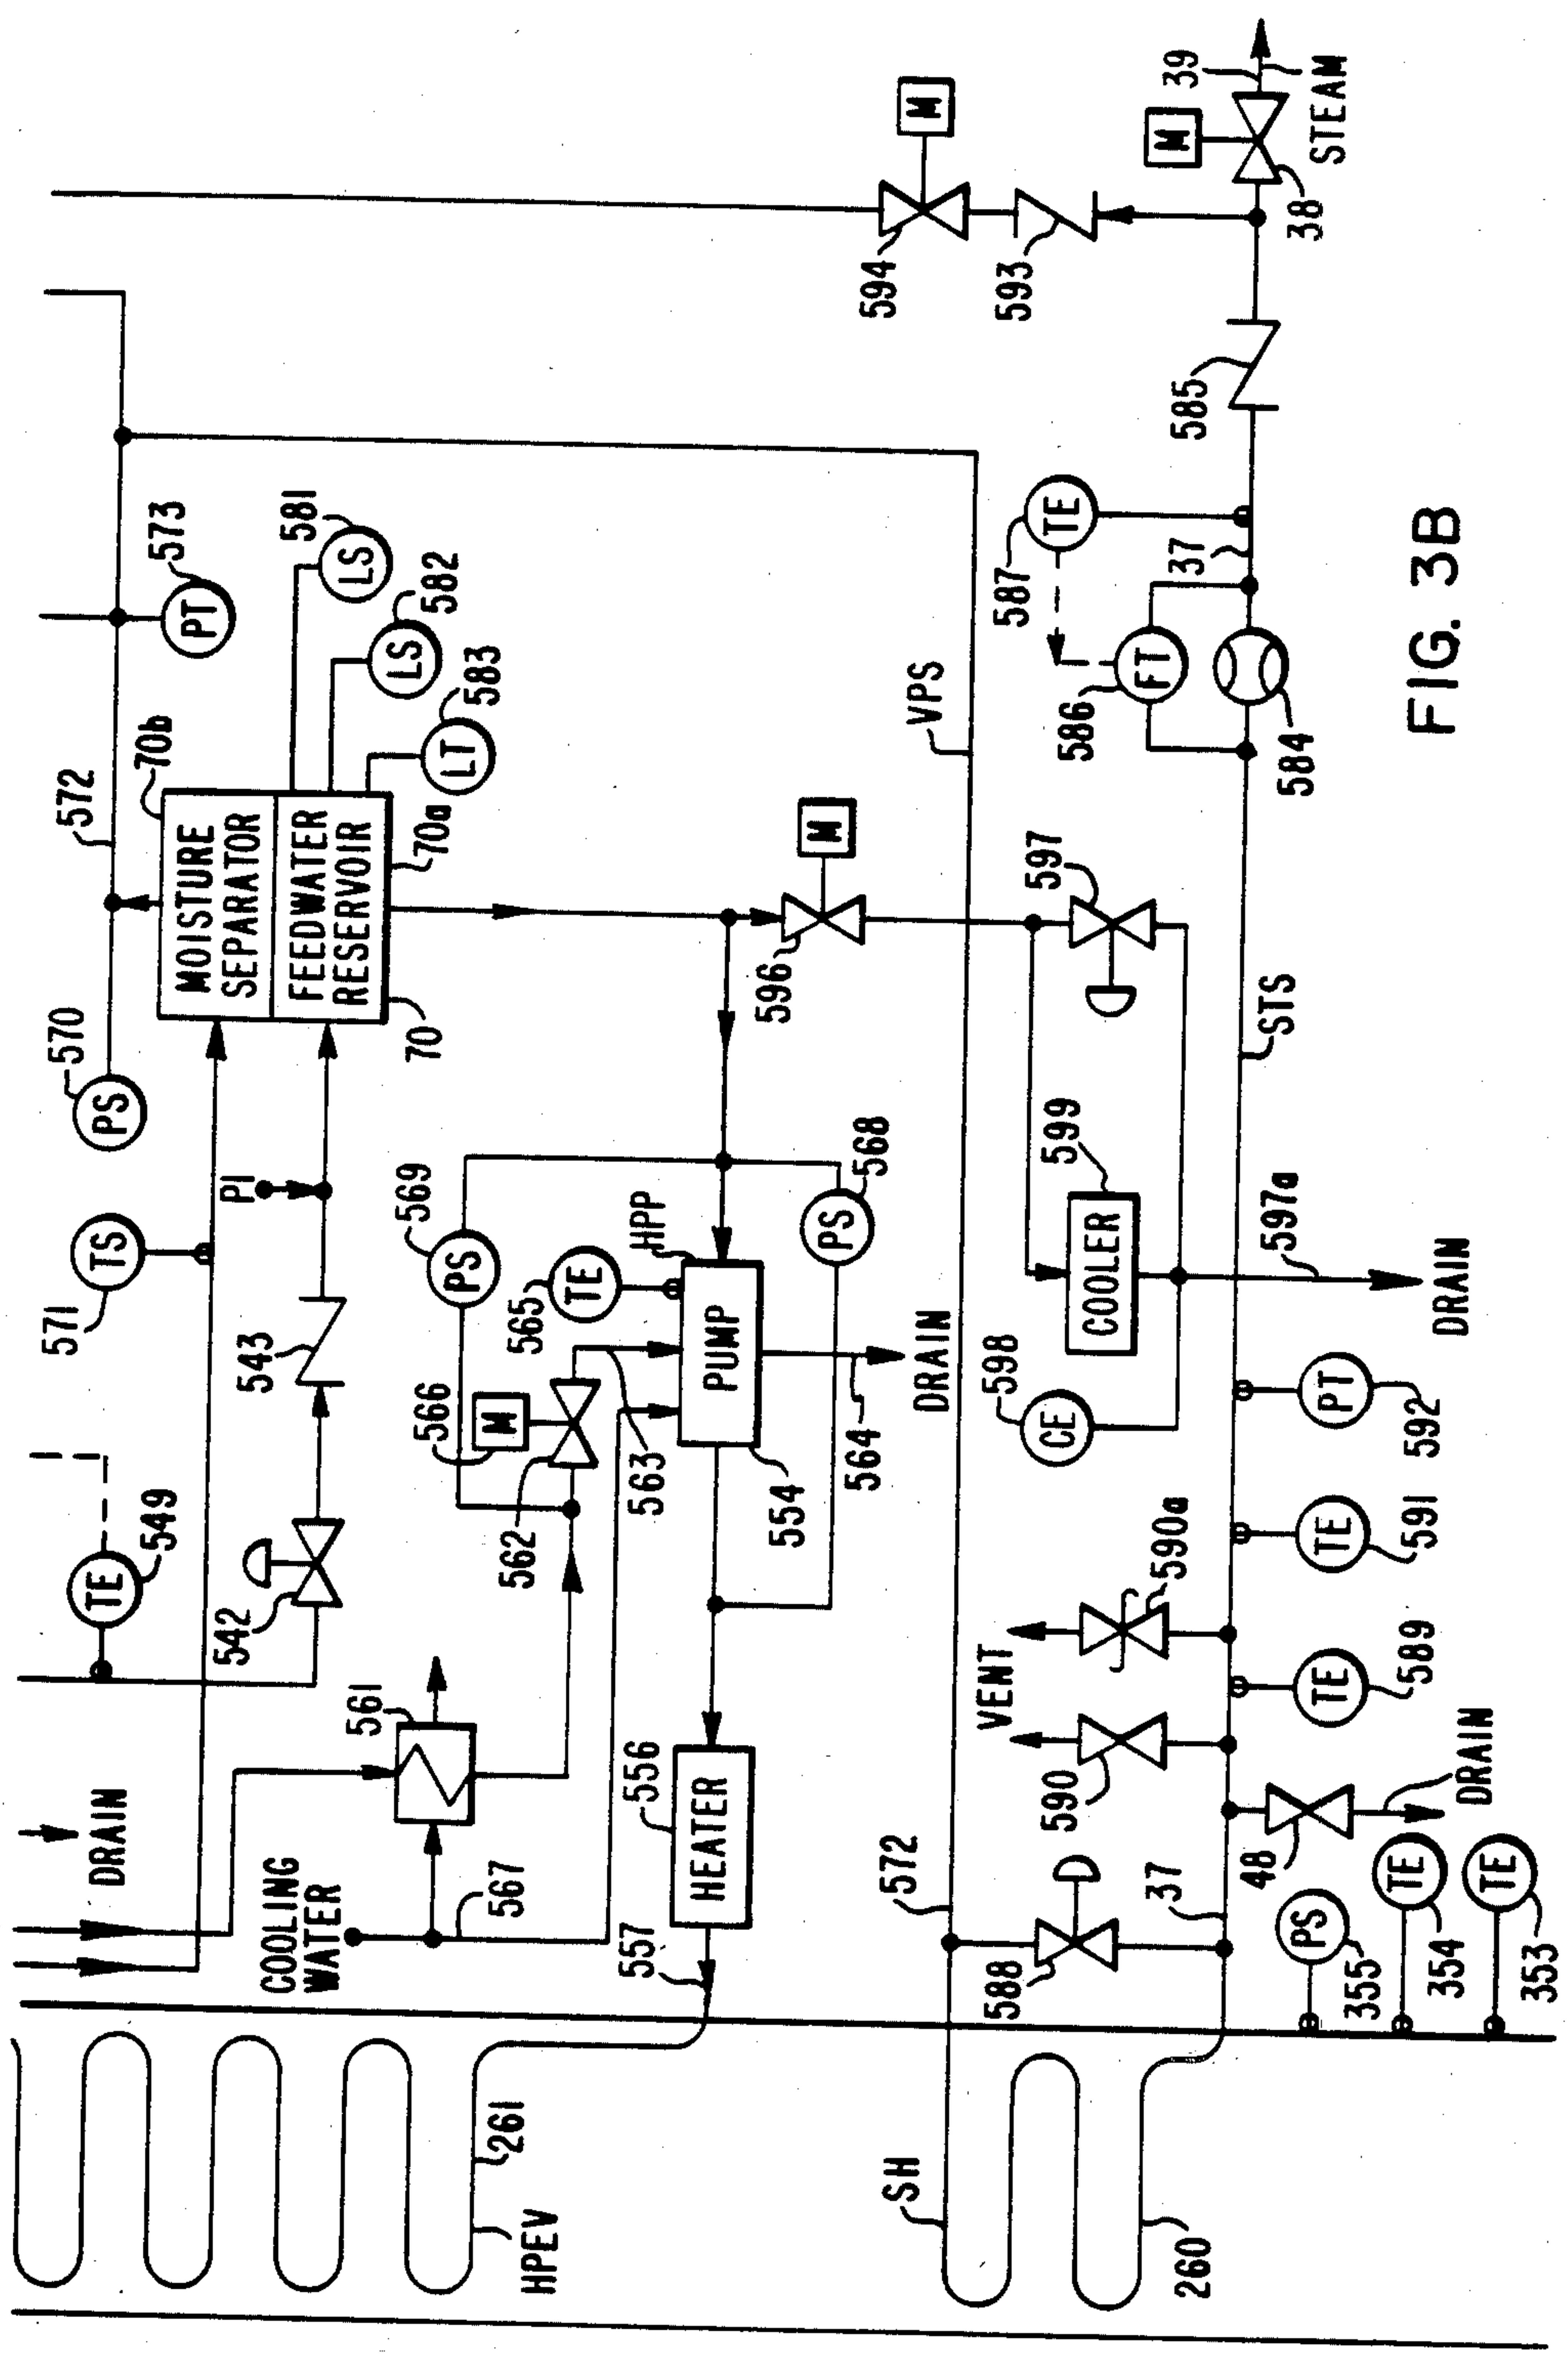 572
570
PS
573
PT
70b
MOISTURE
SEPARATOR
FEEDWATER
RESERVOIR
70a
70
581
LS
LS
582
LT
583
571
TS
P1
543
549
TE
542
DRAIN
COOLING
WATER
567
561
569
PS
HPP
565
TE
566
M
562
563
PUMP
554
564
DRAIN
PS
568
HEATER
556
557
261
HPEV
594
M
593
M
39
STEAM
38
585
587
TE
37
586
FT
584
FIG. 3B
VPS
596
M
597
599
COOLER
598
CE
597a
DRAIN
STS
PT
592
TE
591
590a
VENT
590
TE
589
DRAIN
48
572
588
37
PS
355
TE
354
TE
353
SH
260